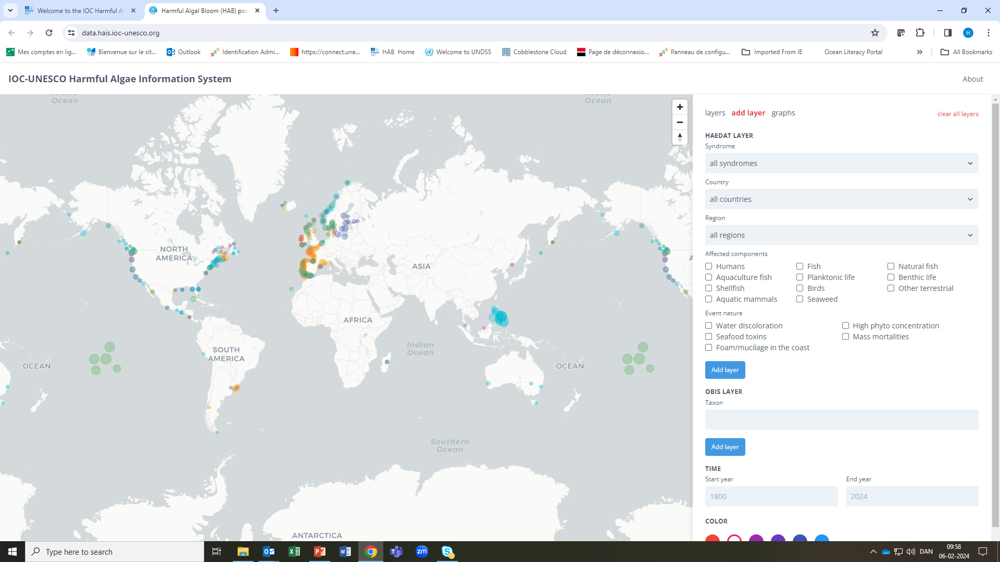 Welcome to the IOC Harmful Al
Harmful Algal Bloom (HAB) por
data.hais.ioc-unesco.org
Mes comptes en lig...
Bienvenue sur le sit...
Outlook
Identification Admi...
https://connect.une...
HAB Home
Welcome to UNDSS
Cobblestone Cloud
Page de déconnexio...
Panneau de configu...
Imported From IE
Ocean Literacy Portal
All Bookmarks
IOC-UNESCO Harmful Algae Information System
About
Arctic
Ocean
Arctic
Ocean
NORTH
AMERICA
ASIA
AFRICA
SOUTH
AMERICA
Indian
Ocean
OCEAN
OCEAN
Southern
Ocean
ANTARCTICA
A
layers add layer graphs
clear all layers
HAEDAT LAYER
Syndrome
all syndromes
Country
all countries
Region
all regions
Affected components
Humans Fish Natural fish
Aquaculture fish Planktonic life Benthic life
Shellfish Birds Other terrestrial
Aquatic mammals Seaweed
Event nature
Water discoloration High phyto concentration
Seafood toxins Mass mortalities
Foam/mucilage in the coast
Add layer
OBIS LAYER
Taxon
Add layer
TIME
Start year End year
1800 2024
COLOR
Type here to search
zm
DAN
09:58
06-02-2024